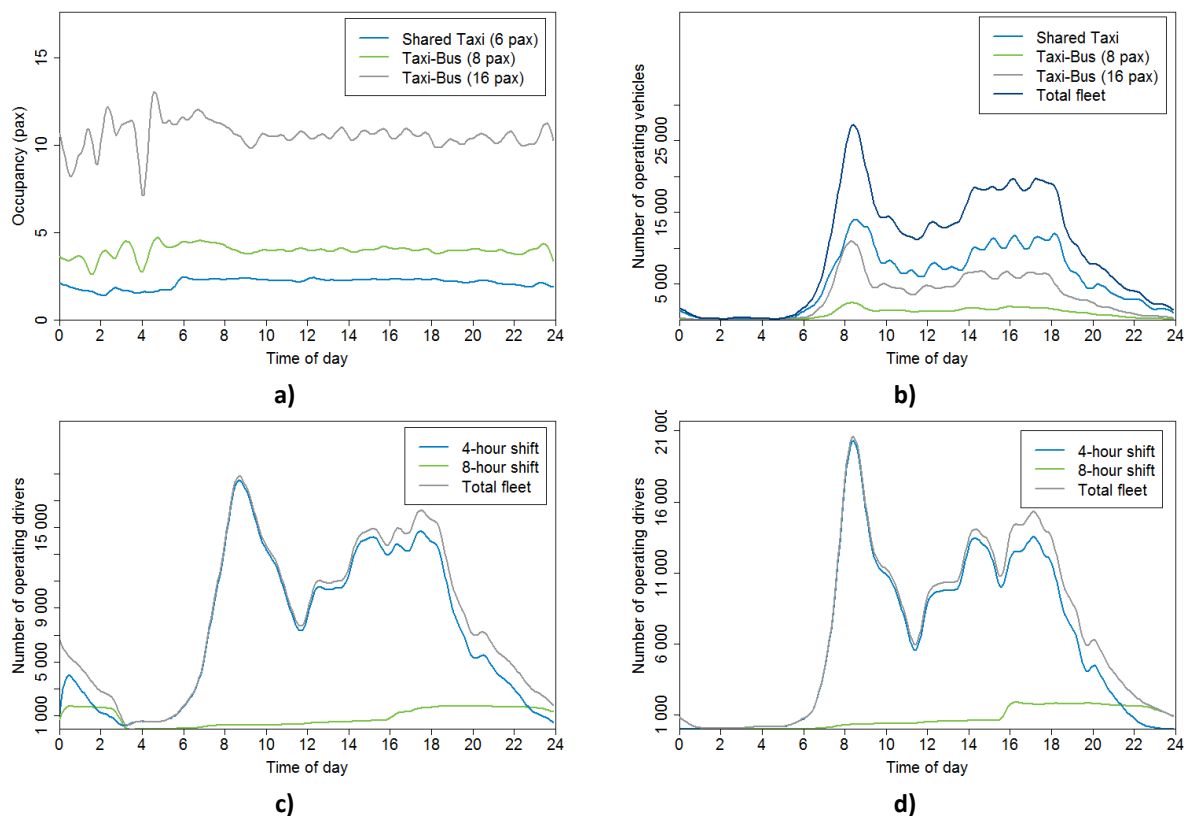 Shared Taxi (6 pax)
Taxi-Bus (8 pax)
Taxi-Bus (16 pax)
Occupancy (pax)
0 5 10 15
0 2 4 6 8 10 12 14 16 18 20 22 24
Time of day
a)
Shared Taxi
Taxi-Bus (8 pax)
Taxi-Bus (16 pax)
Total fleet
Number of operating vehicles
5 000 15 000 25 000
0 2 4 6 8 10 12 14 16 18 20 22 24
Time of day
b)
4-hour shift
8-hour shift
Total fleet
Number of operating drivers
1 000 5 000 9 000 15 000
0 2 4 6 8 10 12 14 16 18 20 22 24
Time of day
c)
4-hour shift
8-hour shift
Total fleet
Number of operating drivers
1 000 6 000 11 000 16 000 21 000
0 2 4 6 8 10 12 14 16 18 20 22 24
Time of day
d)